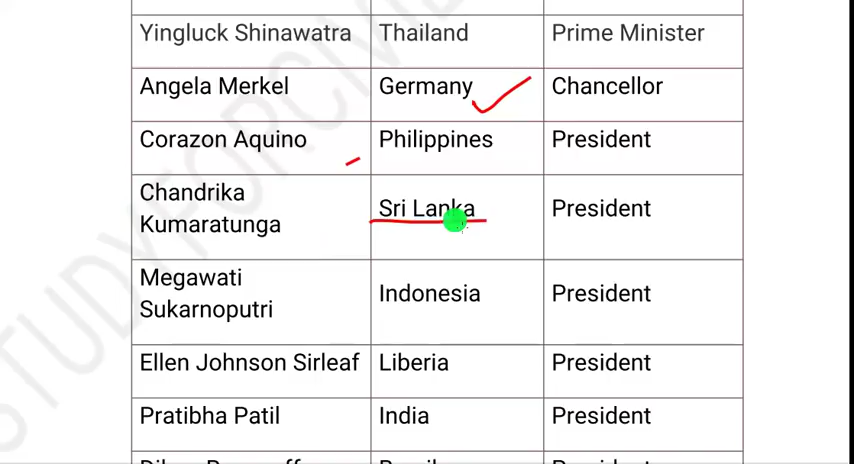 Yingluck Shinawatra Thailand Prime Minister
Angela Merkel Germany Chancellor
Corazon Aquino Philippines President
Chandrika
Kumaratunga Sri Lanka President
Megawati
Sukarnoputri Indonesia President
Ellen Johnson Sirleaf Liberia President
Pratibha Patil India President